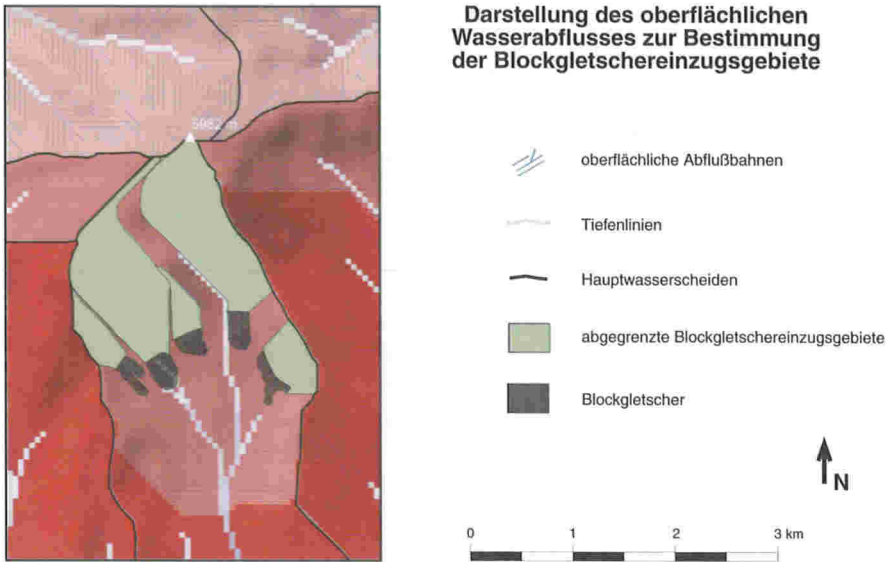 Darstellung des oberflächlichen
Wasserabflusses zur Bestimmung
der Blockgletschereinzugsgebiete
5982 m
oberflächliche Abflußbahnen
Tiefenlinien
Hauptwasserscheiden
abgegrenzte Blockgletschereinzugsgebiete
Blockgletscher
N
0 1 2 3 km